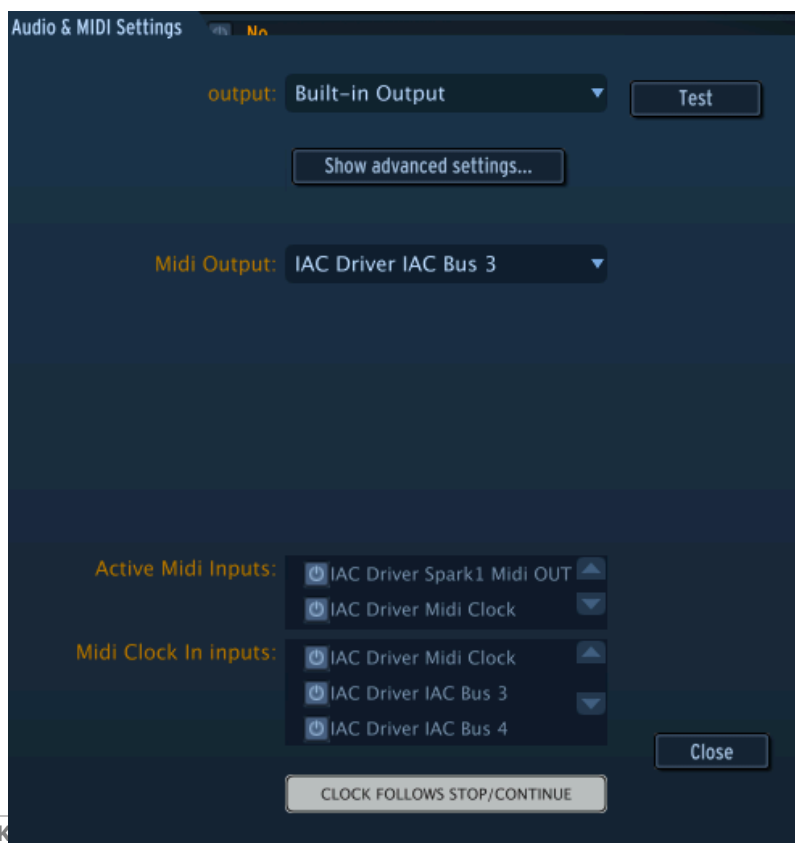 Audio & MIDI Settings
No
output: Built-in Output Test
Show advanced settings...
Midi Output: IAC Driver IAC Bus 3
Active Midi Inputs: IAC Driver Spark1 Midi OUT
IAC Driver Midi Clock
Midi Clock In inputs: IAC Driver Midi Clock
IAC Driver IAC Bus 3
IAC Driver IAC Bus 4
Close
CLOCK FOLLOWS STOP/CONTINUE
K